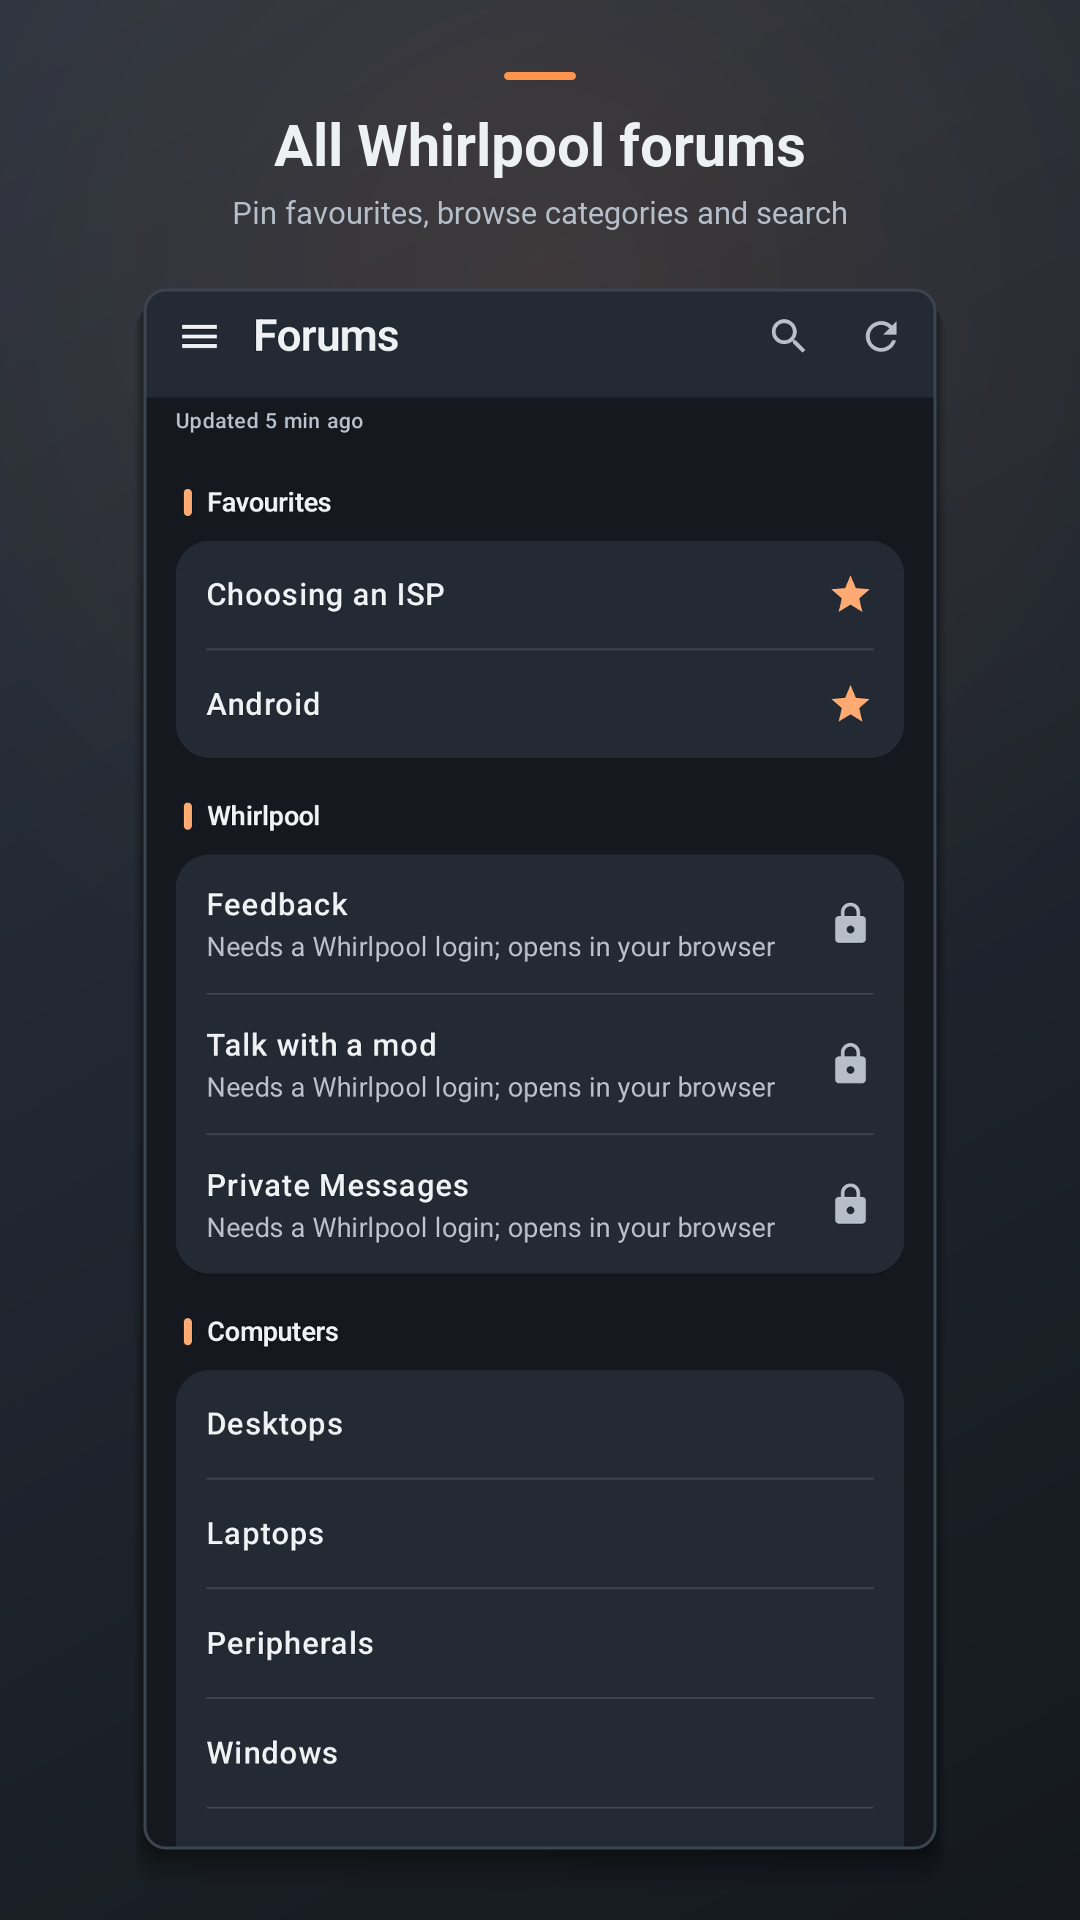 All Whirlpool forums
Pin favourites, browse categories and search
Forums
Updated 5 min ago
Favourites
Choosing an ISP
Android
Whirlpool
Feedback
Needs a Whirlpool login; opens in your browser
Talk with a mod
Needs a Whirlpool login; opens in your browser
Private Messages
Needs a Whirlpool login; opens in your browser
Computers
Desktops
Laptops
Peripherals
Windows